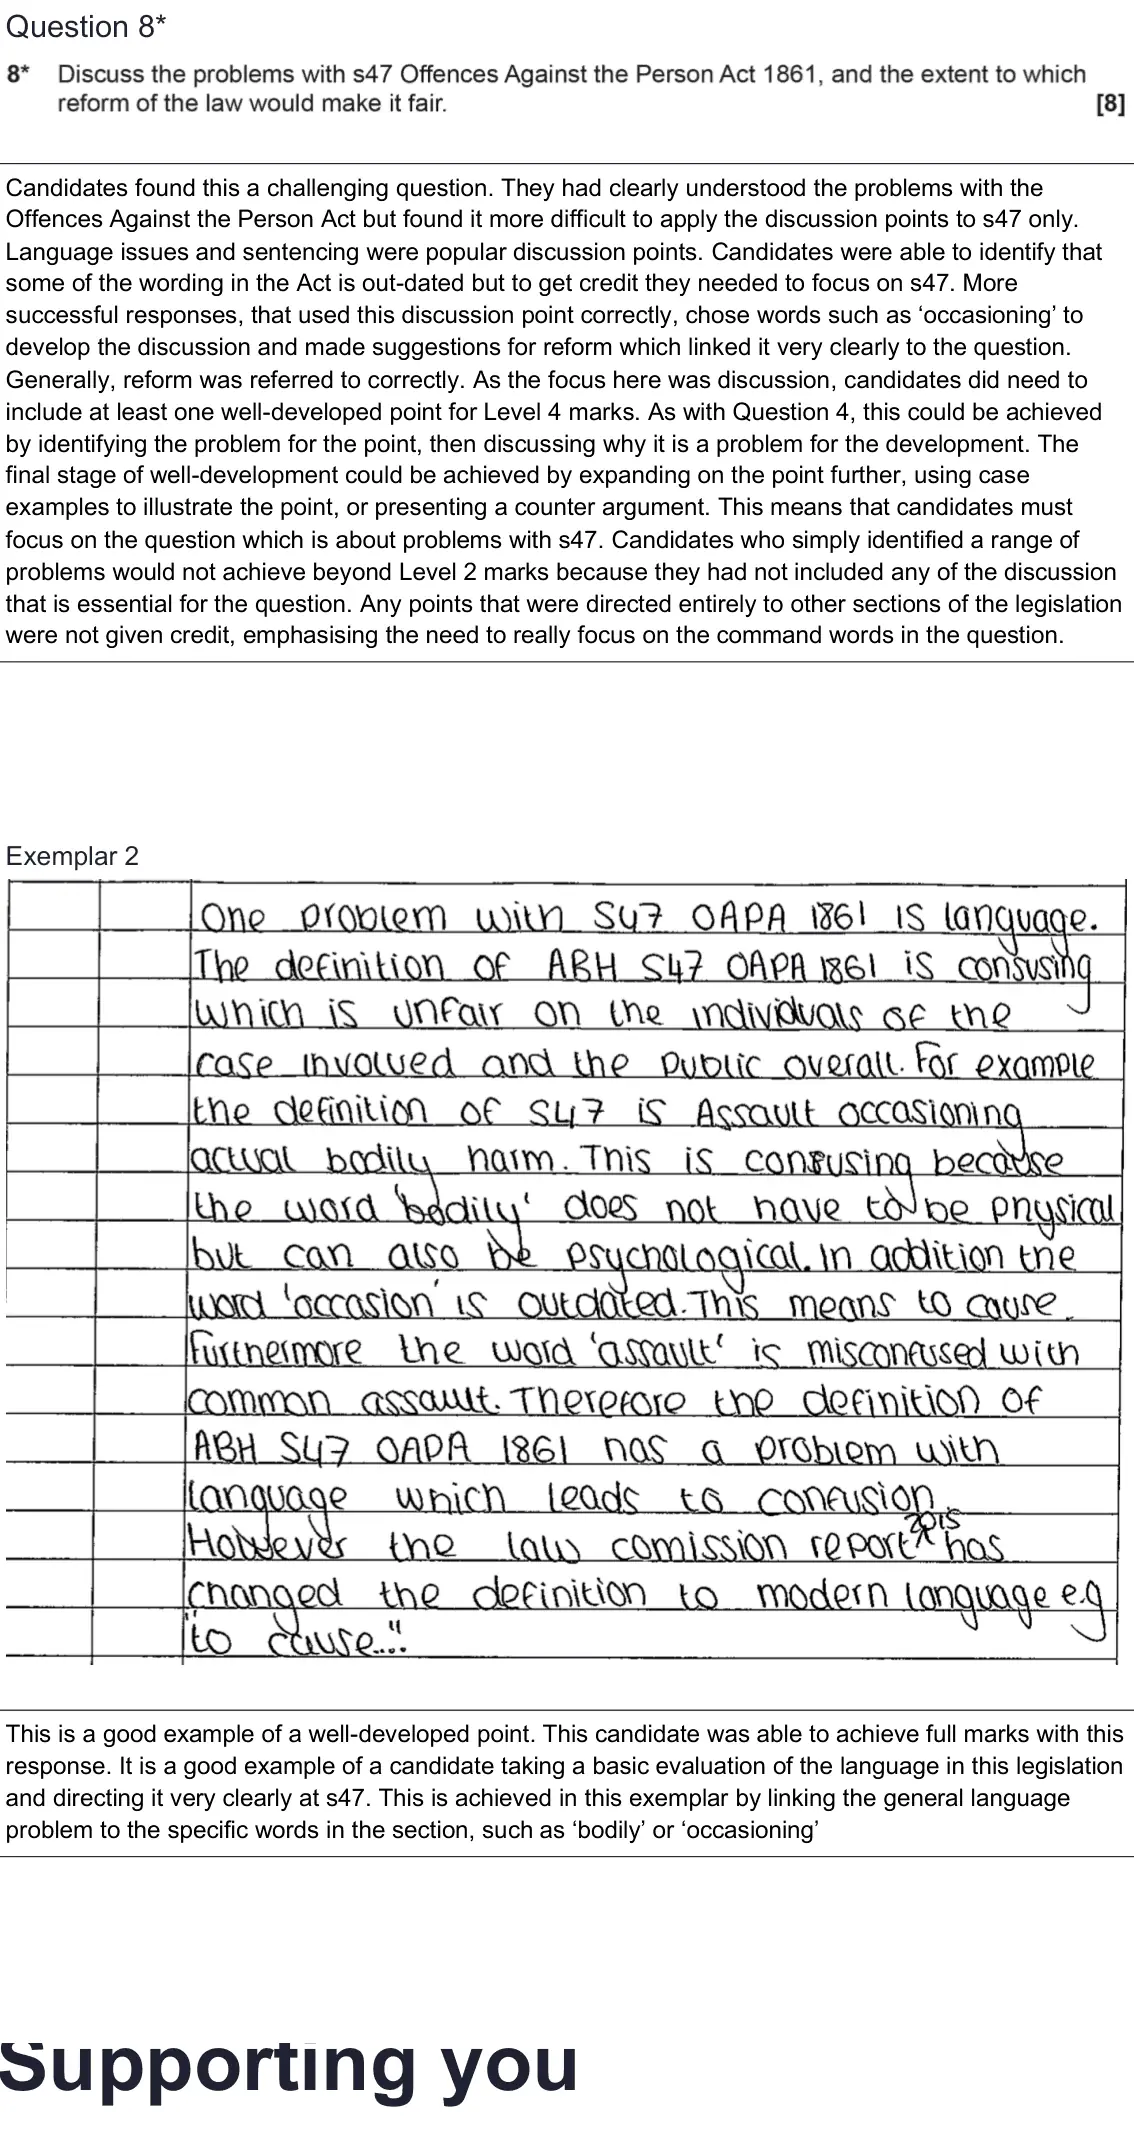 Question 8*
8* Discuss the problems with s47 Offences Against the Person Act 1861, and the extent to which
reform of the law would make it fair.
[8]
Candidates found this a challenging question. They had clearly understood the problems with the
Offences Against the Person Act but found it more difficult to apply the discussion points to s47 only.
Language issues and sentencing were popular discussion points. Candidates were able to identify that
some of the wording in the Act is out-dated but to get credit they needed to focus on s47. More
successful responses, that used this discussion point correctly, chose words such as ‘occasioning’ to
develop the discussion and made suggestions for reform which linked it very clearly to the question.
Generally, reform was referred to correctly. As the focus here was discussion, candidates did need to
include at least one well-developed point for Level 4 marks. As with Question 4, this could be achieved
by identifying the problem for the point, then discussing why it is a problem for the development. The
final stage of well-development could be achieved by expanding on the point further, using case
examples to illustrate the point, or presenting a counter argument. This means that candidates must
focus on the question which is about problems with s47. Candidates who simply identified a range of
problems would not achieve beyond Level 2 marks because they had not included any of the discussion
that is essential for the question. Any points that were directed entirely to other sections of the legislation
were not given credit, emphasising the need to really focus on the command words in the question.
Exemplar 2
One problem with S47 OAPA 1861 is language.
The definition of ABH S47 OAPA 1861 is consusing
which is unfair on the individuals of the
case involved and the public overall. For example
the definition of S47 is Assault occasioning
actual bodily harm. This is confusing because
the word 'bodily' does not have to be physical
but can also be psychological. In addition the
word 'occasion' is outdated. This means to cause.
Furthermore the word 'assault' is misconfused with
common assault. Therefore the definition of
ABH S47 OAPA 1861 has a problem with
language which leads to confusion.
However the law comission report 2015 has
changed the definition to modern language e.g
"to cause...".
This is a good example of a well-developed point. This candidate was able to achieve full marks with this
response. It is a good example of a candidate taking a basic evaluation of the language in this legislation
and directing it very clearly at s47. This is achieved in this exemplar by linking the general language
problem to the specific words in the section, such as ‘bodily’ or ‘occasioning’
Supporting you